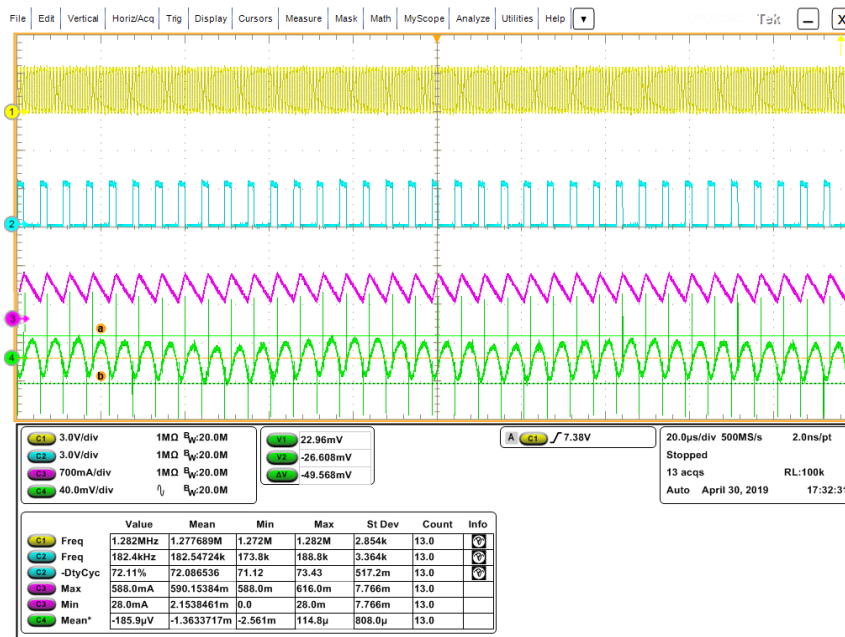 File Edit Vertical Horiz/Acq Trig Display Cursors Measure Mask Math MyScope Analyze Utilities Help Tek X
1
2
3
a
4
b
C1 3.0V/div 1MΩ BW:20.0M
C2 3.0V/div 1MΩ BW:20.0M
C3 700mA/div 1MΩ BW:20.0M
C4 40.0mV/div BW:20.0M
V1 22.96mV
V2 -26.608mV
ΔV -49.568mV
A C1 7.38V
20.0µs/div 500MS/s 2.0ns/pt
Stopped
13 acqs RL:100k
Auto April 30, 2019 17:32:31
Value Mean Min Max St Dev Count Info
C1 Freq 1.282MHz 1.277689M 1.272M 1.282M 2.854k 13.0
C2 Freq 182.4kHz 182.54724k 173.8k 188.8k 3.364k 13.0
C2 -DtyCyc 72.11% 72.086536 71.12 73.43 517.2m 13.0
C3 Max 588.0mA 590.15384m 588.0m 616.0m 7.766m 13.0
C3 Min 28.0mA 2.1538461m 0.0 28.0m 7.766m 13.0
C4 Mean* -185.9µV -1.3633717m -2.561m 114.8µ 808.0µ 13.0